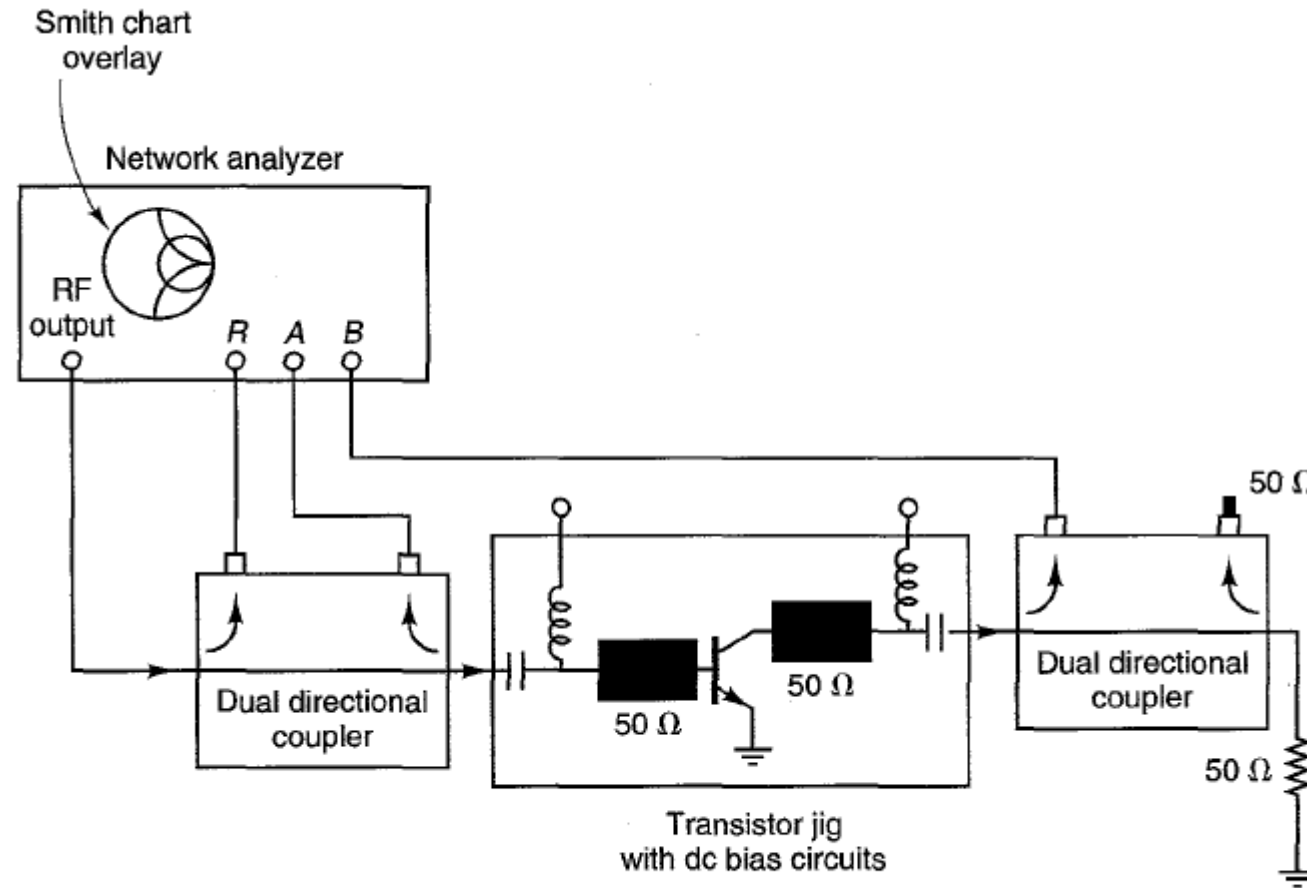 Smith chart
overlay
Network analyzer
RF
output
R A B
50 Ω
Dual directional
coupler
50 Ω
50 Ω
Dual directional
coupler
50 Ω
Transistor jig
with dc bias circuits